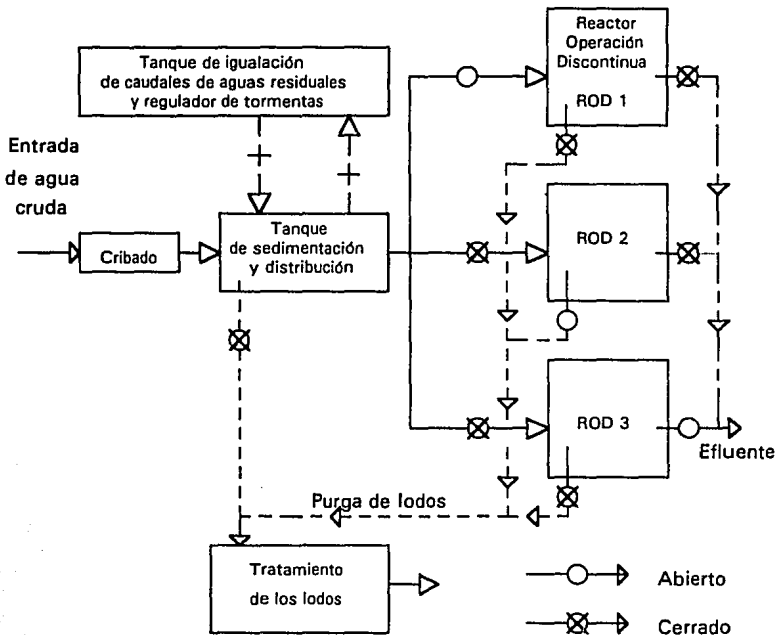 Tanque de igualación
de caudales de aguas residuales
y regulador de tormentas
Reactor
Operación
Discontinua
ROD 1
Entrada
de agua
cruda
Cribado
Tanque
de sedimentación
y distribución
ROD 2
ROD 3
Efluente
Purga de lodos
Tratamiento
de los lodos
Abierto
Cerrado